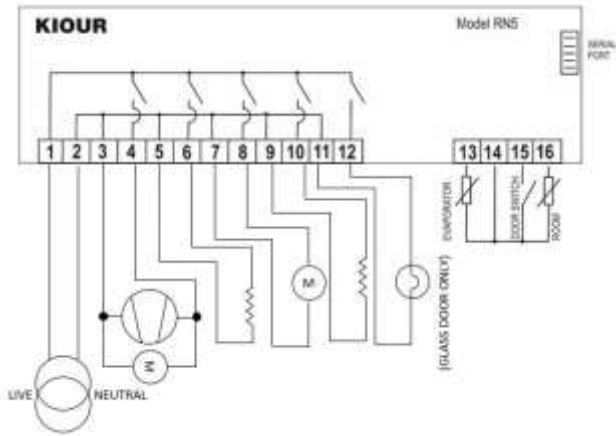 KIOUR
Model RN5
SERIAL
PORT
1 2 3 4 5 6 7 8 9 10 11 12
13 14 15 16
EVAPORATOR
DOOR SWITCH
ROOM
M
M
(GLASS DOOR ONLY)
LIVE
NEUTRAL